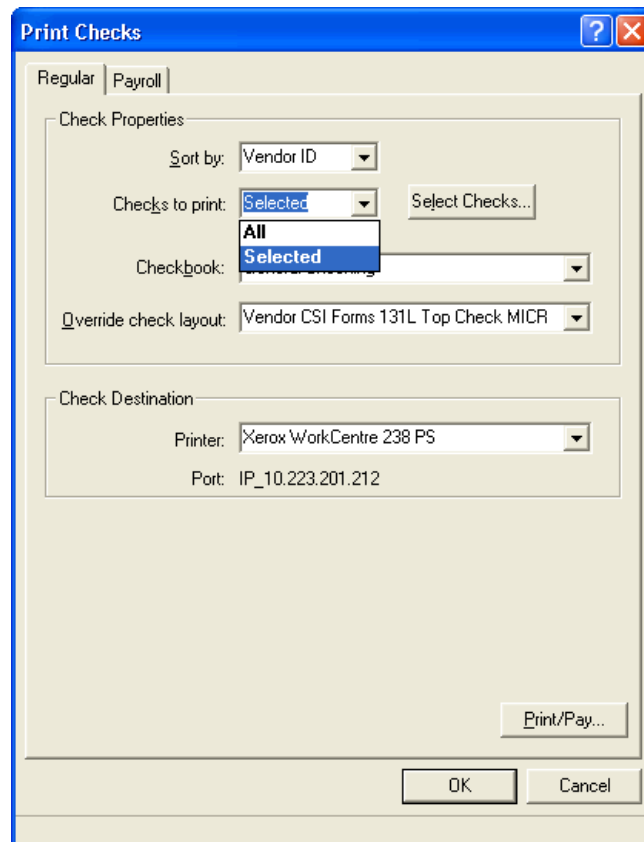 Print Checks
Regular Payroll
Check Properties
Sort by: Vendor ID
Checks to print: Selected Select Checks...
All
Selected
Checkbook:
Override check layout: Vendor CSI Forms 131L Top Check MICR
Check Destination
Printer: Xerox WorkCentre 238 PS
Port: IP_10.223.201.212
Print/Pay...
OK Cancel